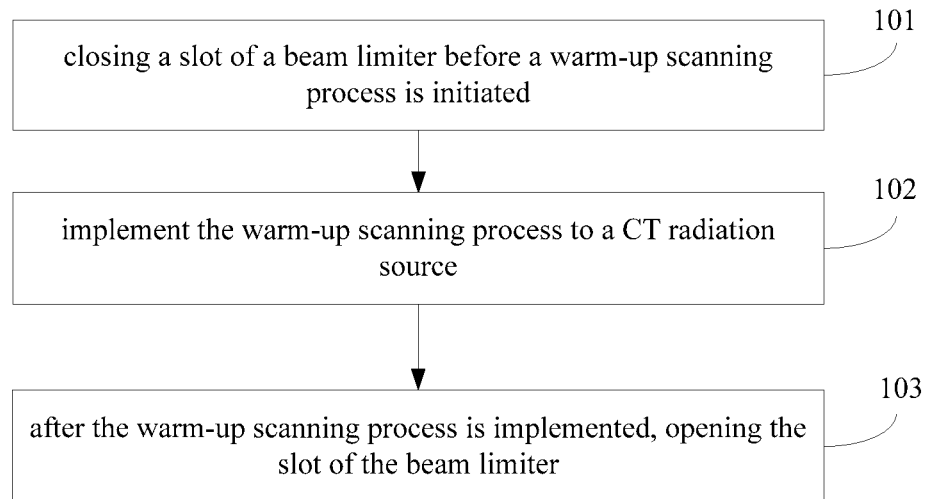 101
closing a slot of a beam limiter before a warm-up scanning
process is initiated
102
implement the warm-up scanning process to a CT radiation
source
103
after the warm-up scanning process is implemented, opening the
slot of the beam limiter